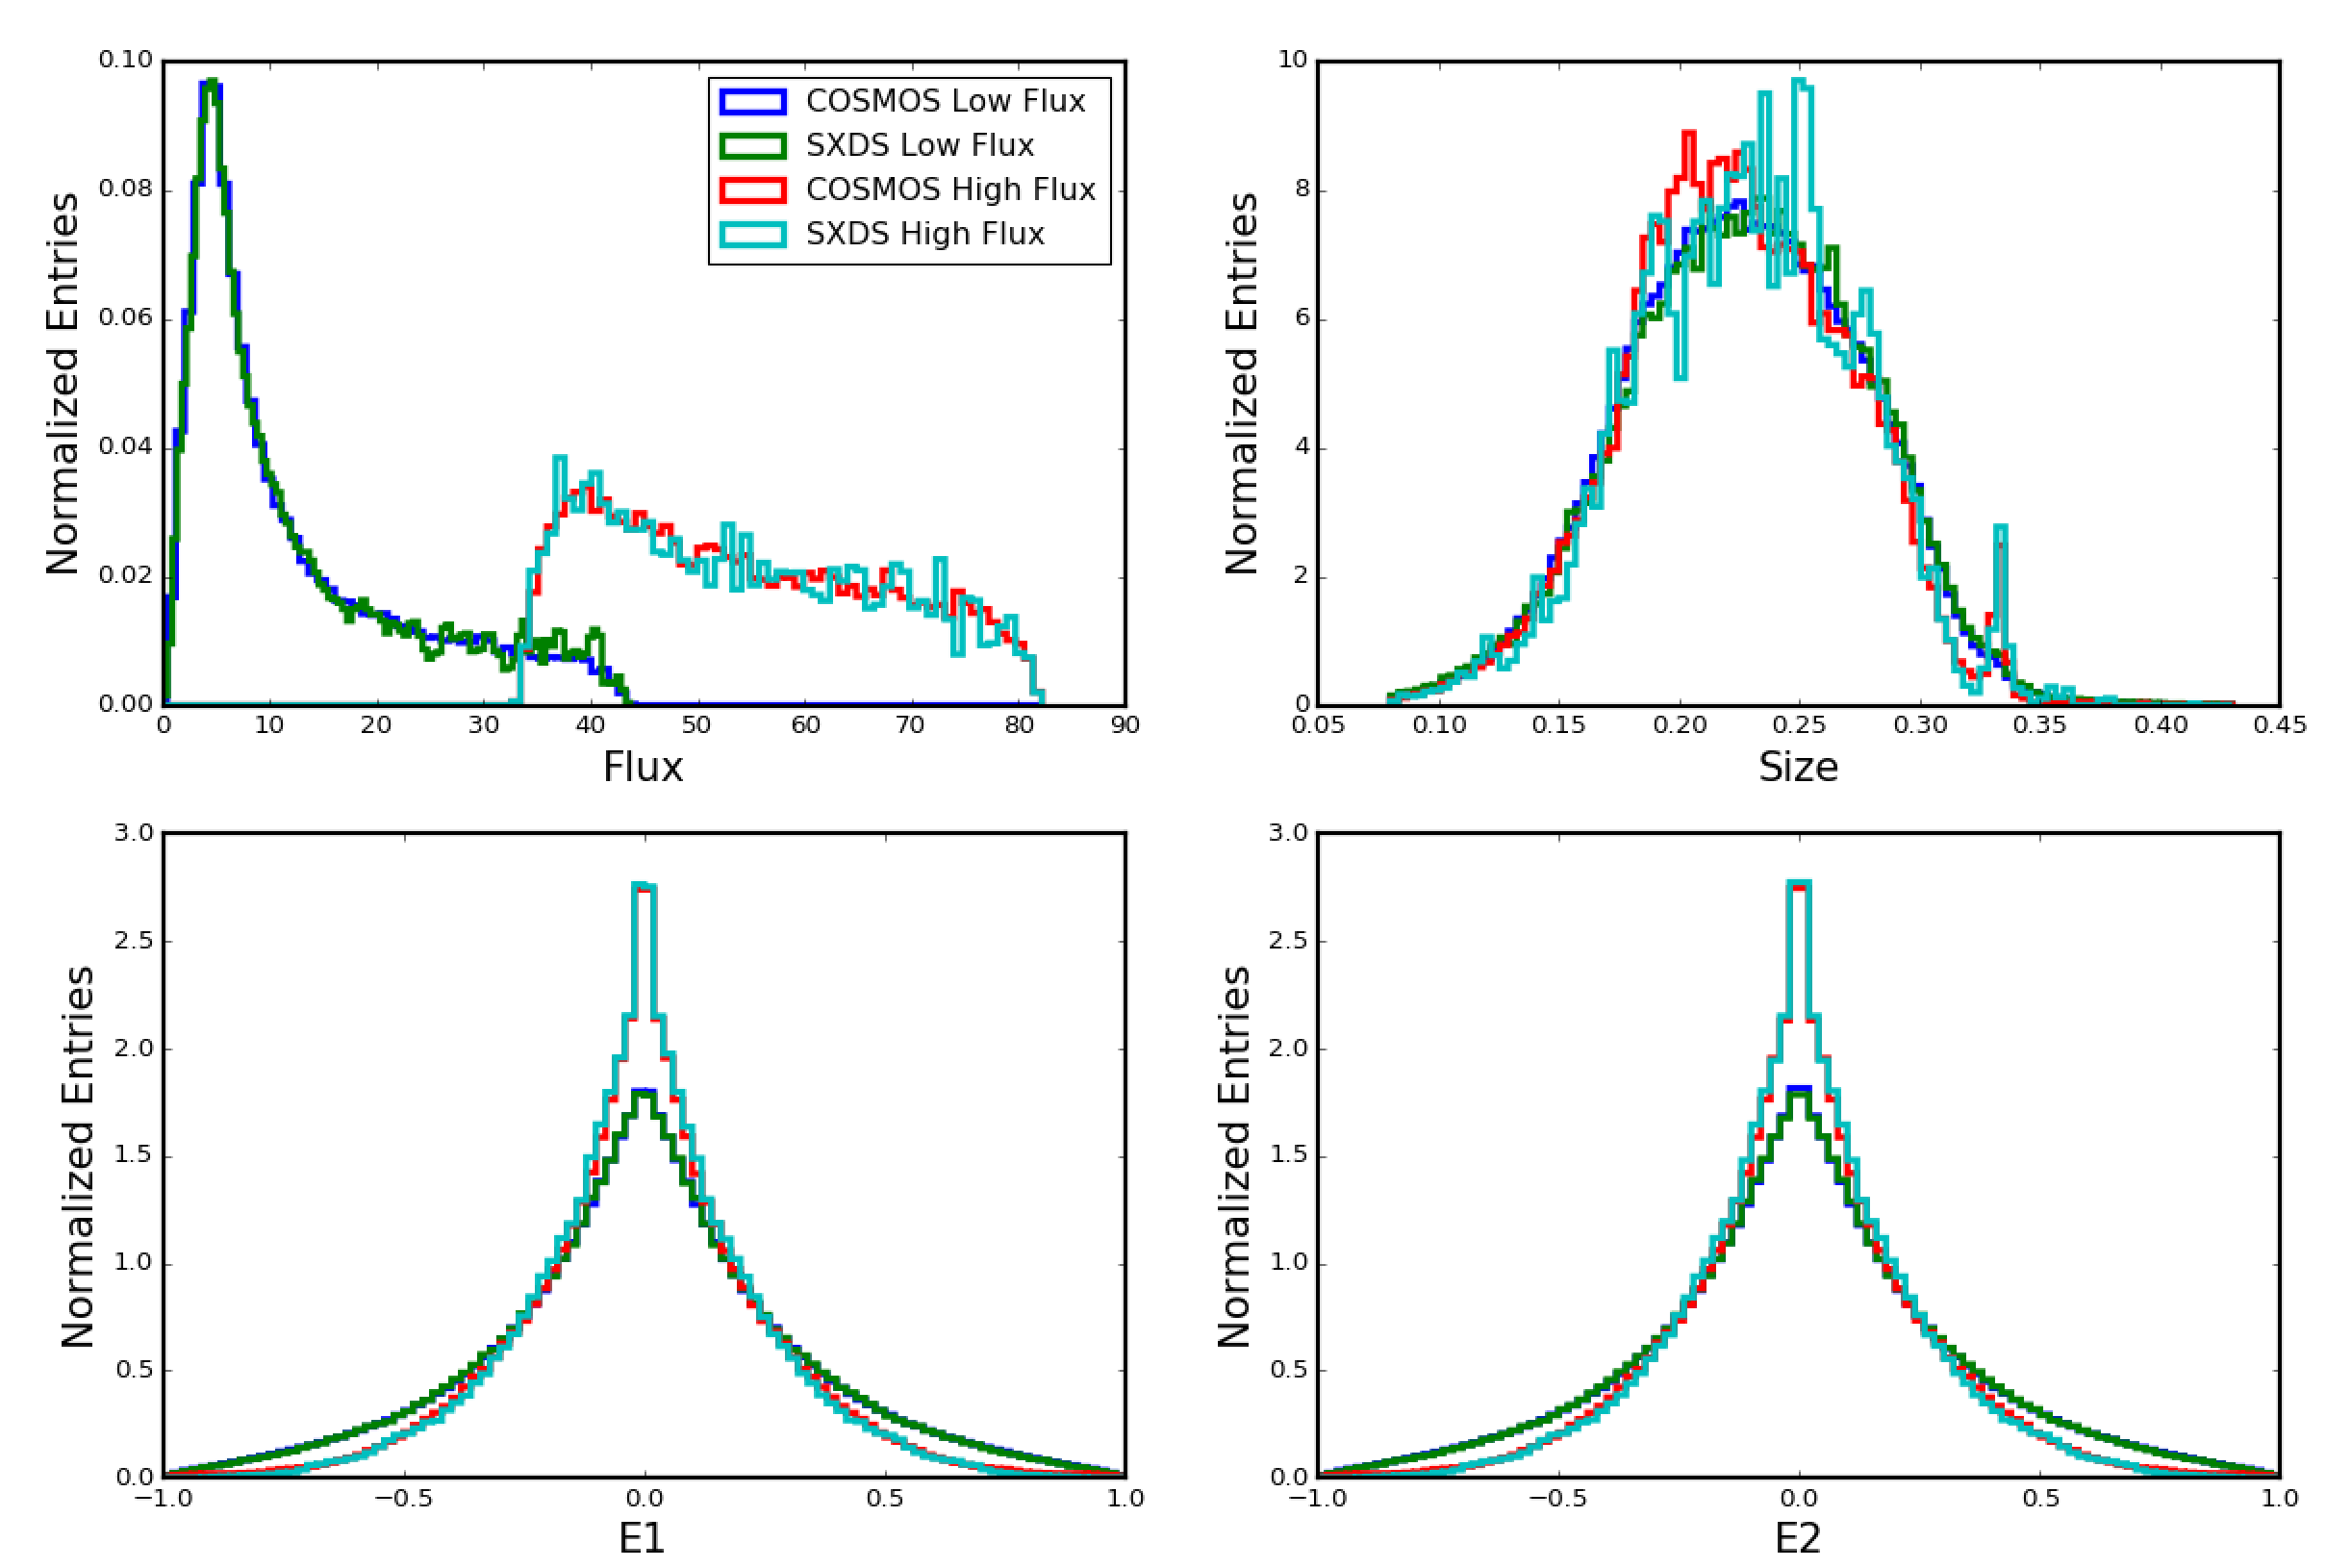 0.10
0.08
0.06
0.04
0.02
0.00
Normalized Entries
COSMOS Low Flux
SXDS Low Flux
COSMOS High Flux
SXDS High Flux
0 10 20 30 40 50 60 70 80 90
Flux
10
8
6
4
2
0
Normalized Entries
0.05 0.10 0.15 0.20 0.25 0.30 0.35 0.40 0.45
Size
3.0
2.5
2.0
1.5
1.0
0.5
0.0
Normalized Entries
−1.0 −0.5 0.0 0.5 1.0
E1
3.0
2.5
2.0
1.5
1.0
0.5
0.0
Normalized Entries
−1.0 −0.5 0.0 0.5 1.0
E2